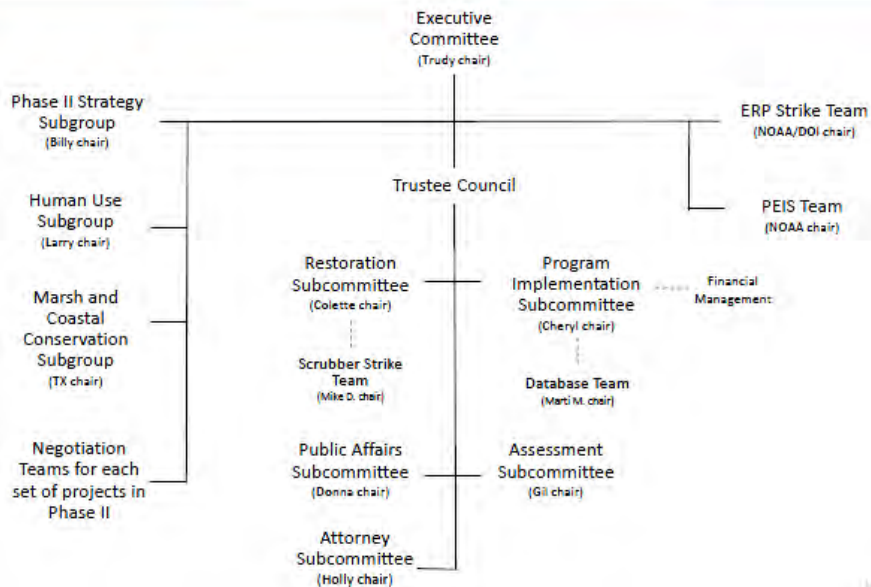 Executive
Committee
(Trudy chair)
Phase II Strategy
Subgroup
(Billy chair)
ERP Strike Team
(NOAA/DOI chair)
Trustee Council
Human Use
Subgroup
(Larry chair)
PEIS Team
(NOAA chair)
Restoration
Subcommittee
(Colette chair)
Program
Implementation
Subcommittee
(Cheryl chair)
Financial
Management
Marsh and
Coastal
Conservation
Subgroup
(TX chair)
Scrubber Strike
Team
(Mike D. chair)
Database Team
(Marti M. chair)
Negotiation
Teams for each
set of projects in
Phase II
Public Affairs
Subcommittee
(Donna chair)
Assessment
Subcommittee
(Gil chair)
Attorney
Subcommittee
(Holly chair)